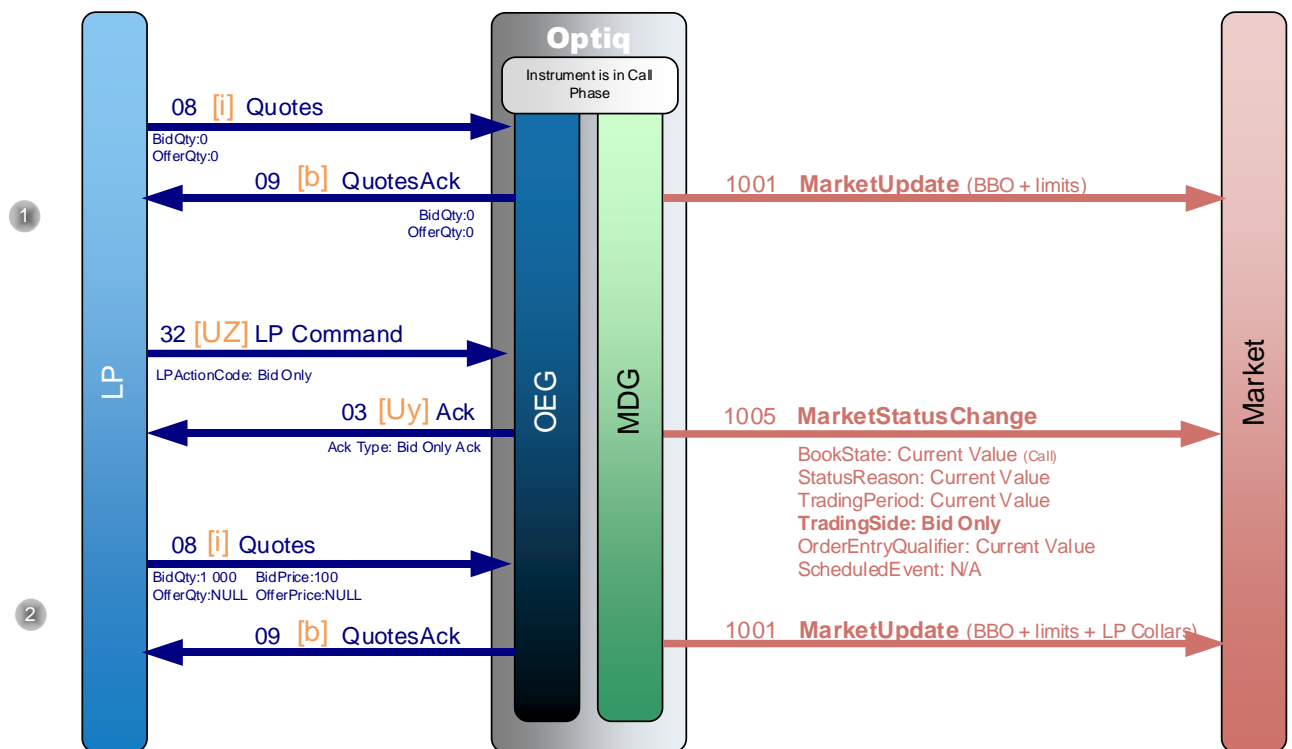 Optiq
Instrument is in Call
Phase
08 [i] Quotes
BidQty:0
OfferQty:0
09 [b] QuotesAck
BidQty:0
OfferQty:0
1001 MarketUpdate (BBO + limits)
1
32 [UZ] LP Command
LPActionCode: Bid Only
LP
OEG
MDG
Market
03 [Uy] Ack
Ack Type: Bid Only Ack
1005 MarketStatusChange
BookState: Current Value (Call)
StatusReason: Current Value
TradingPeriod: Current Value
TradingSide: Bid Only
OrderEntryQualifier: Current Value
ScheduledEvent: N/A
08 [i] Quotes
BidQty:1 000 BidPrice:100
OfferQty:NULL OfferPrice:NULL
2
09 [b] QuotesAck
1001 MarketUpdate (BBO + limits + LP Collars)